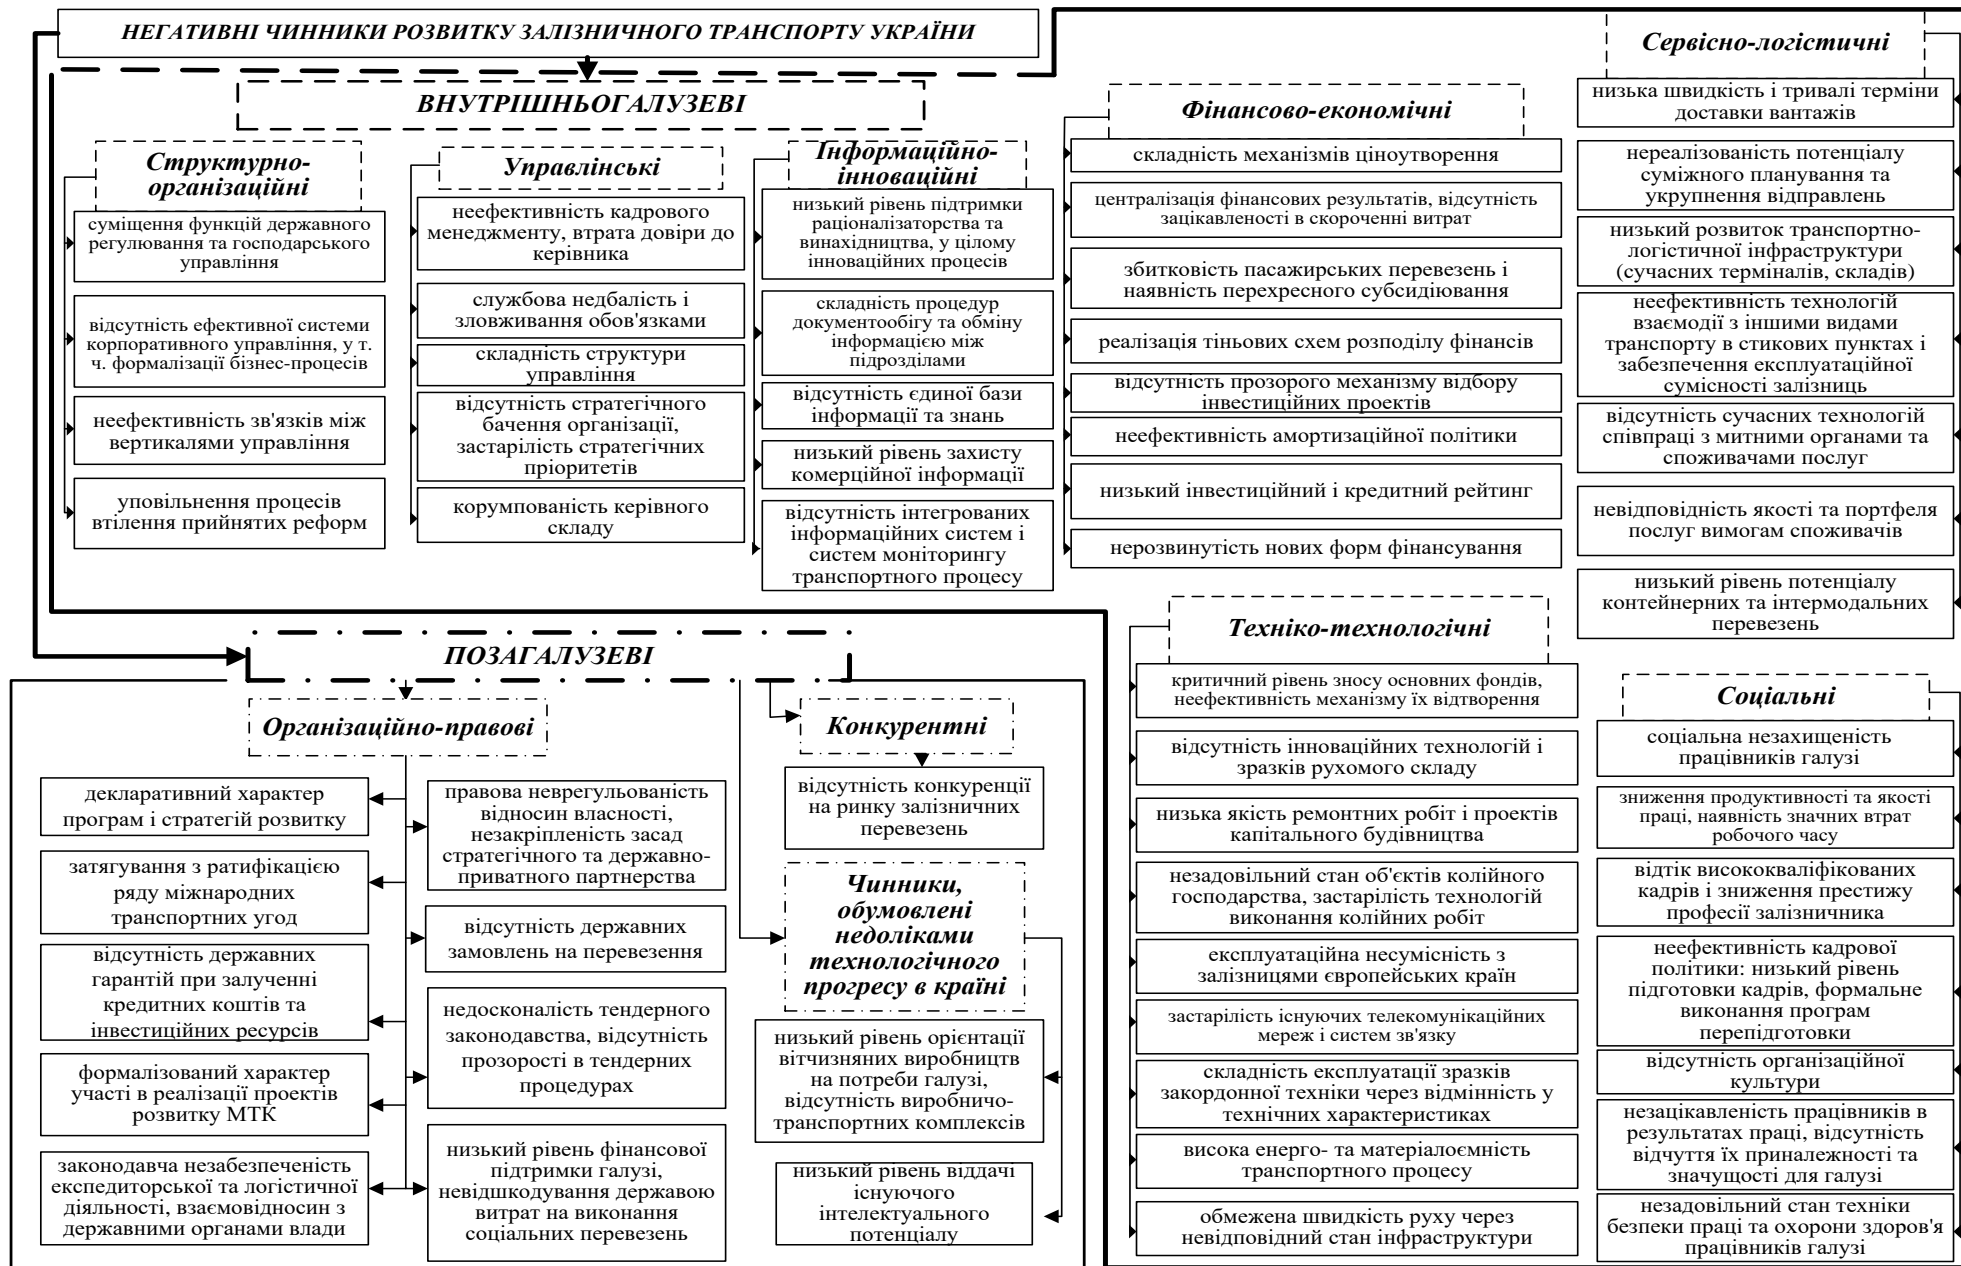 НЕГАТИВНІ ЧИННИКИ РОЗВИТКУ ЗАЛІЗНИЧНОГО ТРАНСПОРТУ УКРАЇНИ
ВНУТРІШНЬОГАЛУЗЕВІ
Структурно-
організаційні
суміщення функцій державного
регулювання та господарського
управління
відсутність ефективної системи
корпоративного управління, у т.
ч. формалізації бізнес-процесів
неефективність зв'язків між
вертикалями управління
уповільнення процесів
втілення прийнятих реформ
Управлінські
неефективність кадрового
менеджменту, втрата довіри до
керівника
службова недбалість і
зловживання обов'язками
складність структури
управління
відсутність стратегічного
бачення організації,
застарілість стратегічних
пріоритетів
корумпованість керівного
складу
Інформаційно-
інноваційні
низький рівень підтримки
раціоналізаторства та
винахідництва, у цілому
інноваційних процесів
складність процедур
документообігу та обміну
інформацією між
підрозділами
відсутність єдиної бази
інформації та знань
низький рівень захисту
комерційної інформації
відсутність інтегрованих
інформаційних систем і
систем моніторингу
транспортного процесу
Фінансово-економічні
складність механізмів ціноутворення
централізація фінансових результатів, відсутність
зацікавленості в скороченні витрат
збитковість пасажирських перевезень і
наявність перехресного субсидіювання
реалізація тіньових схем розподілу фінансів
відсутність прозорого механізму відбору
інвестиційних проектів
неефективність амортизаційної політики
низький інвестиційний і кредитний рейтинг
нерозвинутість нових форм фінансування
Сервісно-логістичні
низька швидкість і тривалі терміни
доставки вантажів
нереалізованість потенціалу
суміжного планування та
укрупнення відправлень
низький розвиток транспортно-
логістичної інфраструктури
(сучасних терміналів, складів)
неефективність технологій
взаємодії з іншими видами
транспорту в стикових пунктах і
забезпечення експлуатаційної
сумісності залізниць
відсутність сучасних технологій
співпраці з митними органами та
споживачами послуг
невідповідність якості та портфеля
послуг вимогам споживачів
низький рівень потенціалу
контейнерних та інтермодальних
перевезень
Техніко-технологічні
критичний рівень зносу основних фондів,
неефективність механізму їх відтворення
відсутність інноваційних технологій і
зразків рухомого складу
низька якість ремонтних робіт і проектів
капітального будівництва
незадовільний стан об'єктів колійного
господарства, застарілість технологій
виконання колійних робіт
експлуатаційна несумісність з
залізницями європейських країн
застарілість існуючих телекомунікаційних
мереж і систем зв'язку
складність експлуатації зразків
закордонної техніки через відмінність у
технічних характеристиках
висока енерго- та матеріалоємність
транспортного процесу
обмежена швидкість руху через
невідповідний стан інфраструктури
Соціальні
соціальна незахищеність
працівників галузі
зниження продуктивності та якості
праці, наявність значних втрат
робочого часу
відтік висококваліфікованих
кадрів і зниження престижу
професії залізничника
неефективність кадрової
політики: низький рівень
підготовки кадрів, формальне
виконання програм
перепідготовки
відсутність організаційної
культури
незацікавленість працівників в
результатах праці, відсутність
відчуття їх приналежності та
значущості для галузі
незадовільний стан техніки
безпеки праці та охорони здоров'я
працівників галузі
ПОЗАГАЛУЗЕВІ
Організаційно-правові
декларативний характер
програм і стратегій розвитку
затягування з ратифікацією
ряду міжнародних
транспортних угод
відсутність державних
гарантій при залученні
кредитних коштів та
інвестиційних ресурсів
формалізований характер
участі в реалізації проектів
розвитку МТК
законодавча незабезпеченість
експедиторської та логістичної
діяльності, взаємовідносин з
державними органами влади
правова неврегульованість
відносин власності,
незакріпленість засад
стратегічного та державно-
приватного партнерства
відсутність державних
замовлень на перевезення
недосконалість тендерного
законодавства, відсутність
прозорості в тендерних
процедурах
низький рівень фінансової
підтримки галузі,
невідшкодування державою
витрат на виконання
соціальних перевезень
Конкурентні
відсутність конкуренції
на ринку залізничних
перевезень
Чинники,
обумовлені
недоліками
технологічного
прогресу в країні
низький рівень орієнтації
вітчизняних виробництв
на потреби галузі,
відсутність виробничо-
транспортних комплексів
низький рівень віддачі
існуючого
інтелектуального
потенціалу